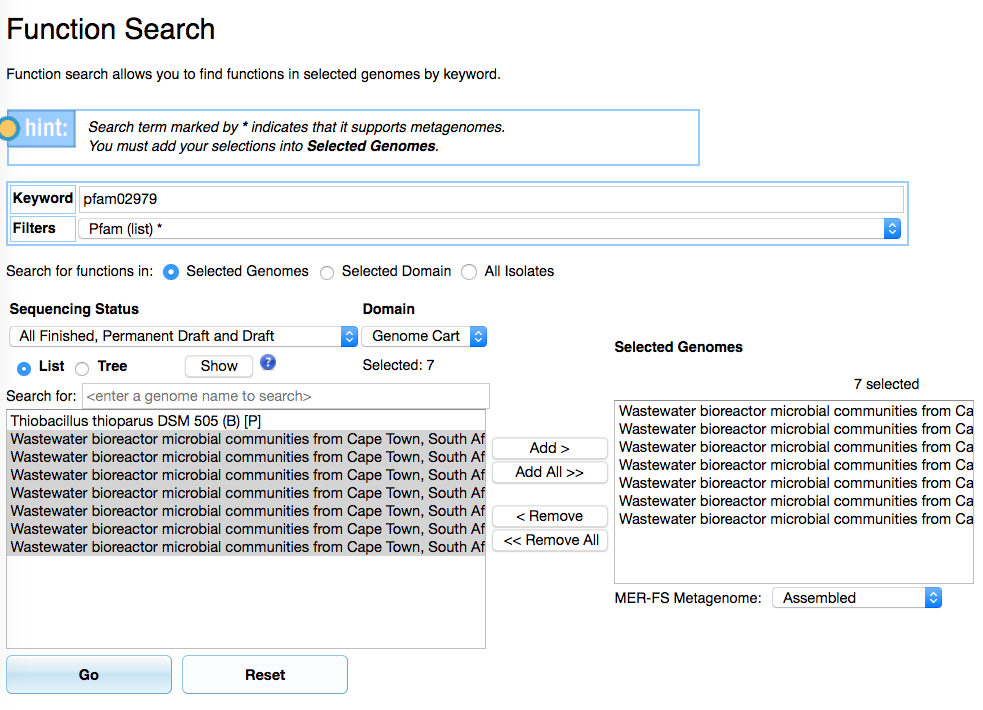 Function Search
Function search allows you to find functions in selected genomes by keyword.
hint:
Search term marked by * indicates that it supports metagenomes.
You must add your selections into Selected Genomes.
Keyword pfam02979
Filters Pfam (list) *
Search for functions in: Selected Genomes Selected Domain All Isolates
Sequencing Status Domain
All Finished, Permanent Draft and Draft Genome Cart
List Tree Show ? Selected: 7
Search for: <enter a genome name to search>
Thiobacillus thioparus DSM 505 (B) [P]
Wastewater bioreactor microbial communities from Cape Town, South Af
Wastewater bioreactor microbial communities from Cape Town, South Af
Wastewater bioreactor microbial communities from Cape Town, South Af
Wastewater bioreactor microbial communities from Cape Town, South Af
Wastewater bioreactor microbial communities from Cape Town, South Af
Wastewater bioreactor microbial communities from Cape Town, South Af
Wastewater bioreactor microbial communities from Cape Town, South Af
Add >
Add All >>
< Remove
<< Remove All
Selected Genomes
7 selected
Wastewater bioreactor microbial communities from Ca
Wastewater bioreactor microbial communities from Ca
Wastewater bioreactor microbial communities from Ca
Wastewater bioreactor microbial communities from Ca
Wastewater bioreactor microbial communities from Ca
Wastewater bioreactor microbial communities from Ca
Wastewater bioreactor microbial communities from Ca
MER-FS Metagenome: Assembled
Go Reset